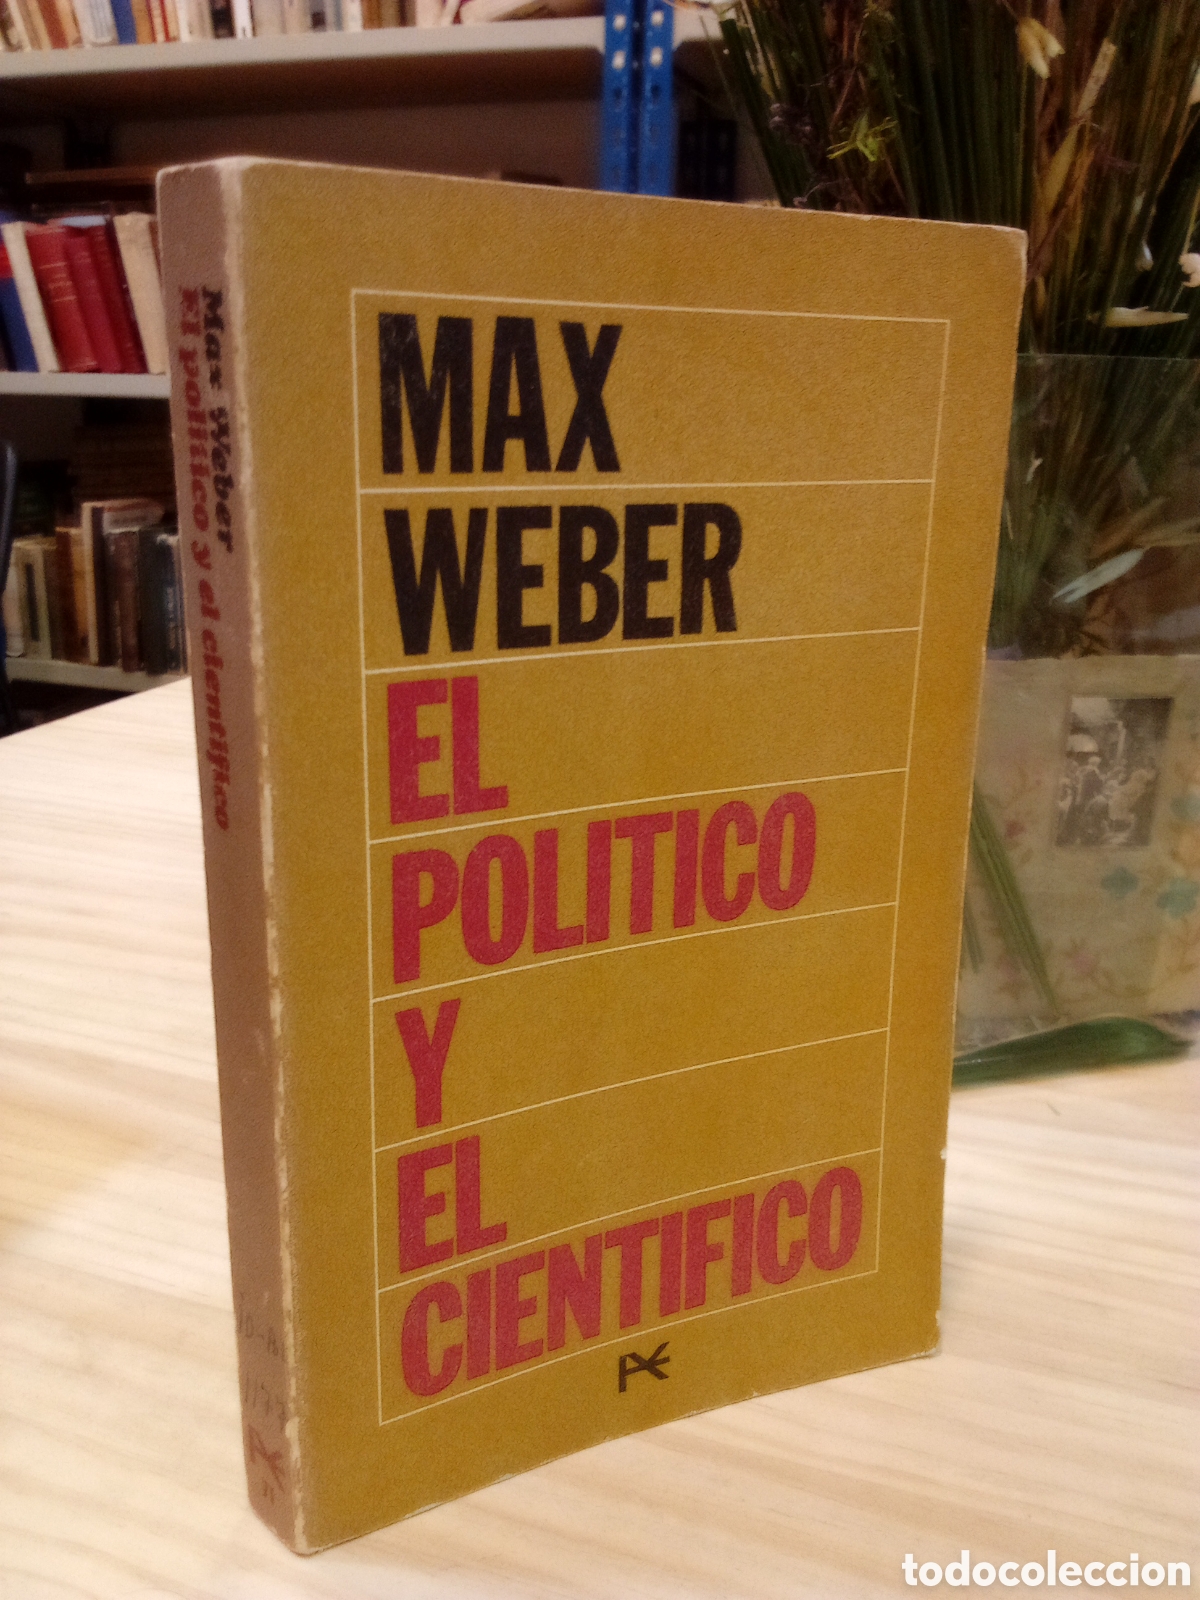 MAX
WEBER
EL
POLITICO
Y
EL
CIENTIFICO
Max Weber
El político y el científico
todocoleccion